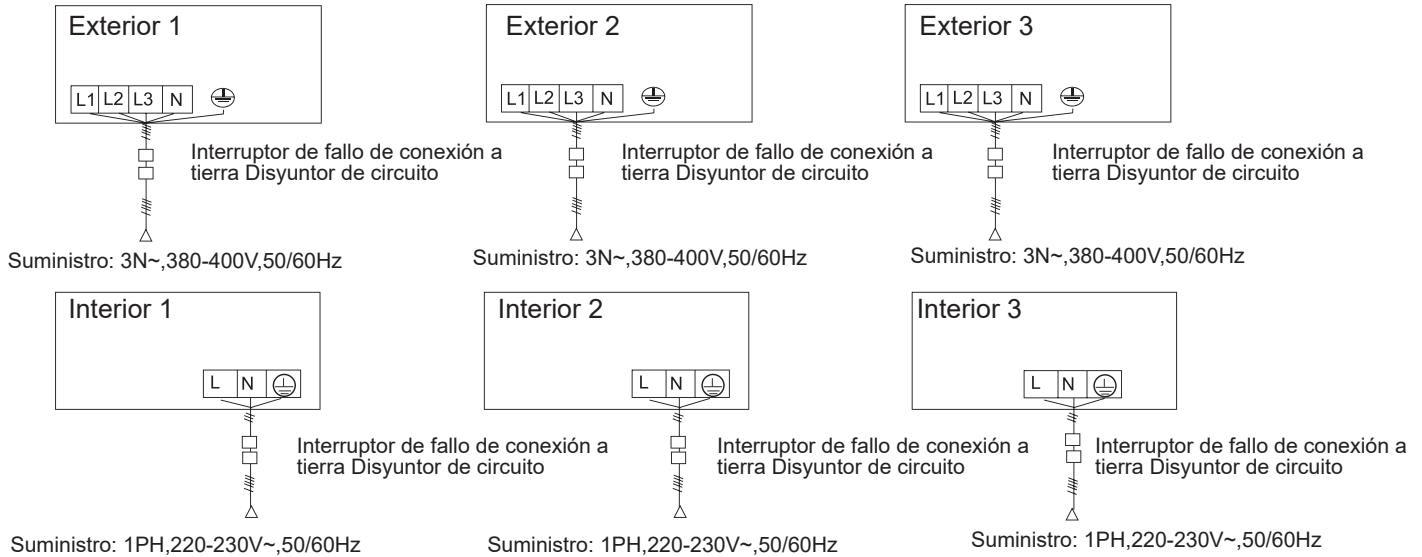 Exterior 1
L1 L2 L3 N
Interruptor de fallo de conexión a
tierra Disyuntor de circuito
Suministro: 3N~,380-400V,50/60Hz
Exterior 2
L1 L2 L3 N
Interruptor de fallo de conexión a
tierra Disyuntor de circuito
Suministro: 3N~,380-400V,50/60Hz
Exterior 3
L1 L2 L3 N
Interruptor de fallo de conexión a
tierra Disyuntor de circuito
Suministro: 3N~,380-400V,50/60Hz
Interior 1
L N
Interruptor de fallo de conexión a
tierra Disyuntor de circuito
Suministro: 1PH,220-230V~,50/60Hz
Interior 2
L N
Interruptor de fallo de conexión a
tierra Disyuntor de circuito
Suministro: 1PH,220-230V~,50/60Hz
Interior 3
L N
Interruptor de fallo de conexión a
tierra Disyuntor de circuito
Suministro: 1PH,220-230V~,50/60Hz